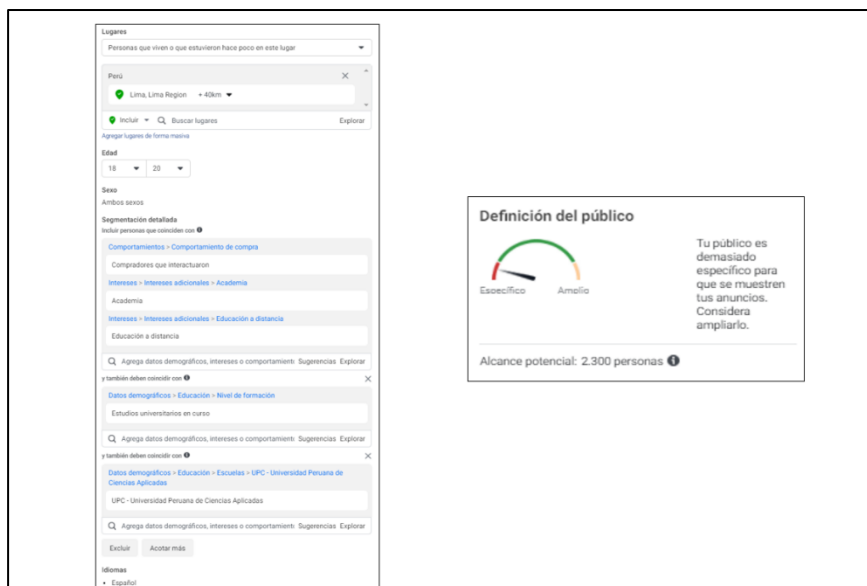 Lugares
Personas que viven o que estuvieron hace poco en este lugar
Perú
Lima, Lima Region + 40km
Incluir Buscar lugares Explorar
Agregar lugares de forma masiva
Edad
18 20
Sexo
Ambos sexos
Segmentación detallada
Incluir personas que coinciden con
Comportamientos > Comportamiento de compra
Compradores que interactuaron
Intereses > Intereses adicionales > Academia
Academia
Intereses > Intereses adicionales > Educación a distancia
Educación a distancia
Agrega datos demográficos, intereses o comportamient Sugerencias Explorar
y también deben coincidir con
Datos demográficos > Educación > Nivel de formación
Estudios universitarios en curso
Agrega datos demográficos, intereses o comportamient Sugerencias Explorar
y también deben coincidir con
Datos demográficos > Educación > Escuelas > UPC - Universidad Peruana de
Ciencias Aplicadas
UPC - Universidad Peruana de Ciencias Aplicadas
Agrega datos demográficos, intereses o comportamient Sugerencias Explorar
Excluir Acotar más
Idiomas
• Español
Definición del público
Específico Amplio
Tu público es
demasiado
específico para
que se muestren
tus anuncios.
Considera
ampliarlo.
Alcance potencial: 2.300 personas